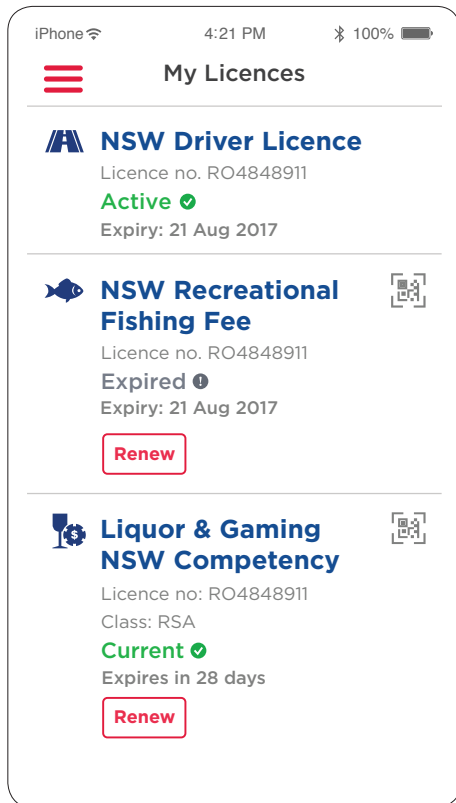 iPhone 4:21 PM 100%
My Licences
NSW Driver Licence
Licence no. RO4848911
Active
Expiry: 21 Aug 2017
NSW Recreational
Fishing Fee
Licence no. RO4848911
Expired
Expiry: 21 Aug 2017
Renew
Liquor & Gaming
NSW Competency
Licence no: RO4848911
Class: RSA
Current
Expires in 28 days
Renew